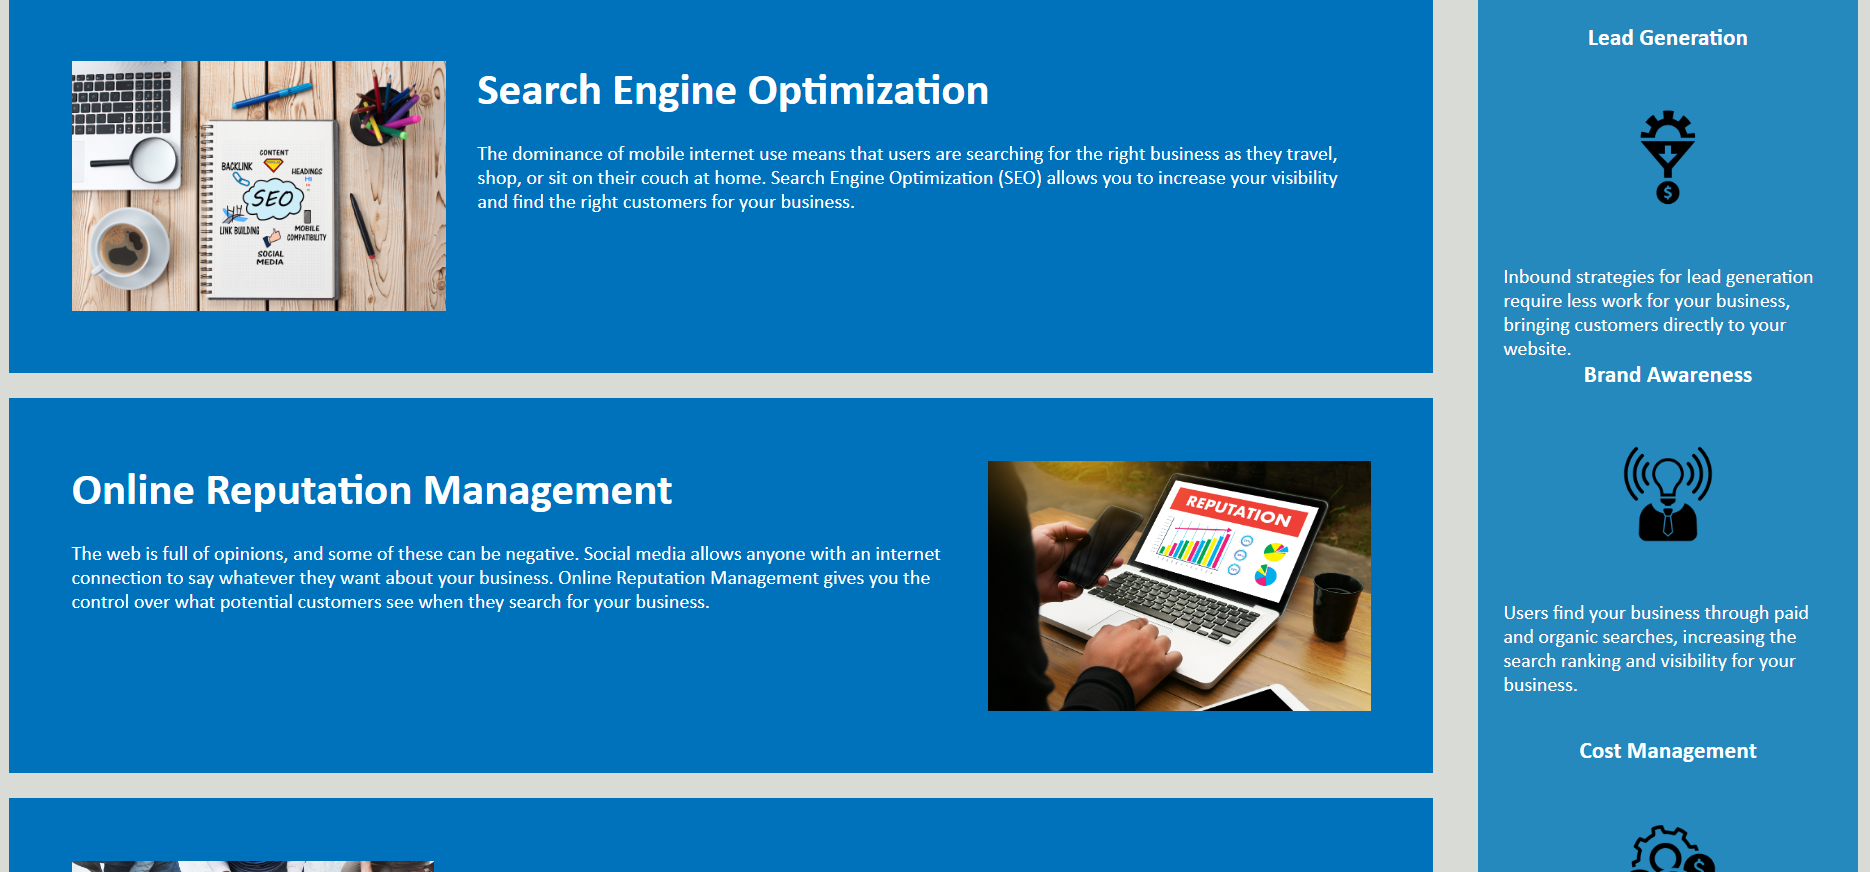 Search Engine Optimization
The dominance of mobile internet use means that users are searching for the right business as they travel,
shop, or sit on their couch at home. Search Engine Optimization (SEO) allows you to increase your visibility
and find the right customers for your business.
CONTENT
BACKLINK
HEADINGS
SEO
LINK BUILDING
MOBILE
COMPATIBILITY
SOCIAL
MEDIA
Online Reputation Management
The web is full of opinions, and some of these can be negative. Social media allows anyone with an internet
connection to say whatever they want about your business. Online Reputation Management gives you the
control over what potential customers see when they search for your business.
REPUTATION
Lead Generation
$
Inbound strategies for lead generation
require less work for your business,
bringing customers directly to your
website.
Brand Awareness
Users find your business through paid
and organic searches, increasing the
search ranking and visibility for your
business.
Cost Management
$